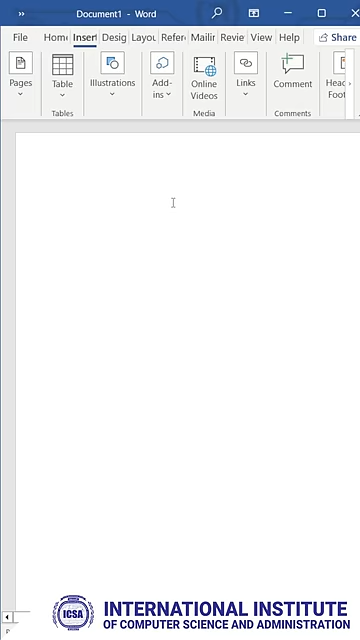 Document1 - Word
File Home Insert Desig Layou Refer Mailin Revie View Help Share
Pages Table Illustrations Add-ins Online Videos Links Comment Head Foot
Tables Media Comments
ICSA
INTERNATIONAL INSTITUTE
OF COMPUTER SCIENCE AND ADMINISTRATION